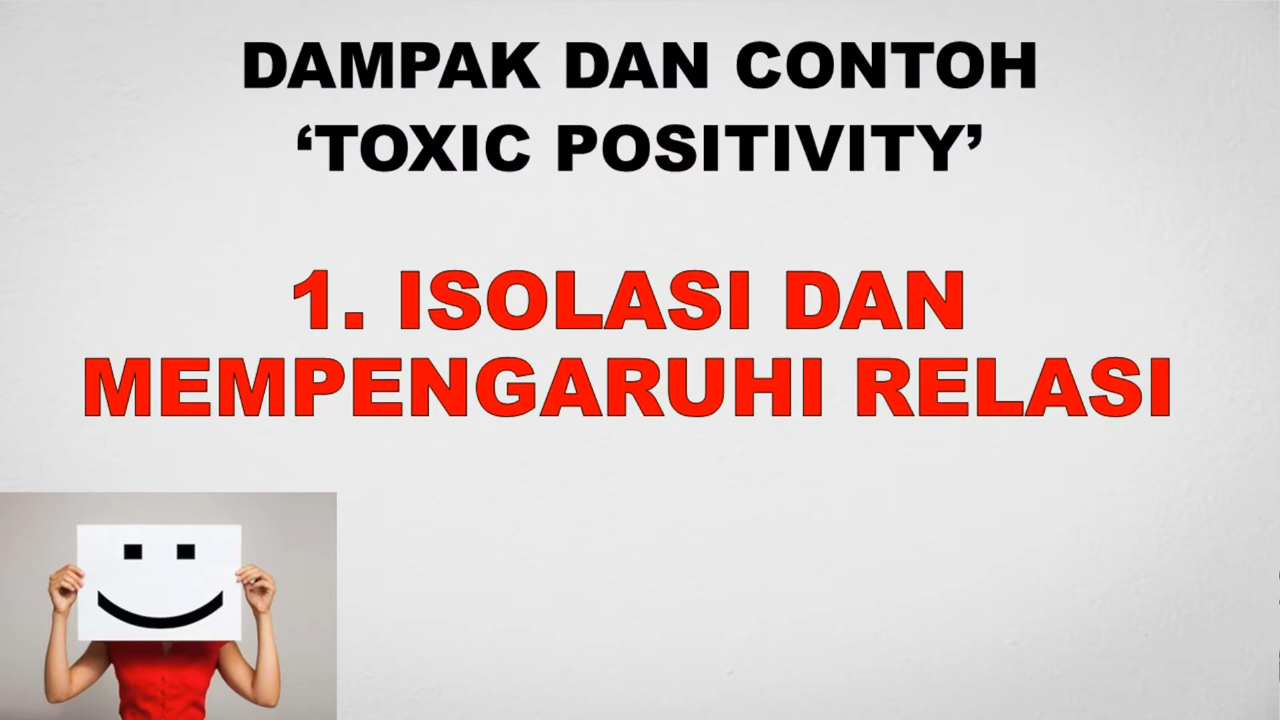 DAMPAK DAN CONTOH
‘TOXIC POSITIVITY’
1. ISOLASI DAN
MEMPENGARUHI RELASI